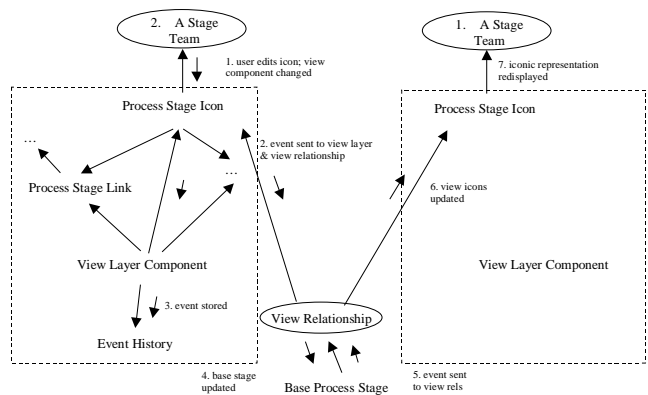 2. A Stage
Team
1. A Stage
Team
1. user edits icon; view
component changed
7. iconic representation
redisplayed
Process Stage Icon
Process Stage Icon
...
2. event sent to view layer
& view relationship
...
Process Stage Link
6. view icons
updated
View Layer Component
View Layer Component
3. event stored
View Relationship
Event History
4. base stage
updated
5. event sent
to view rels
Base Process Stage